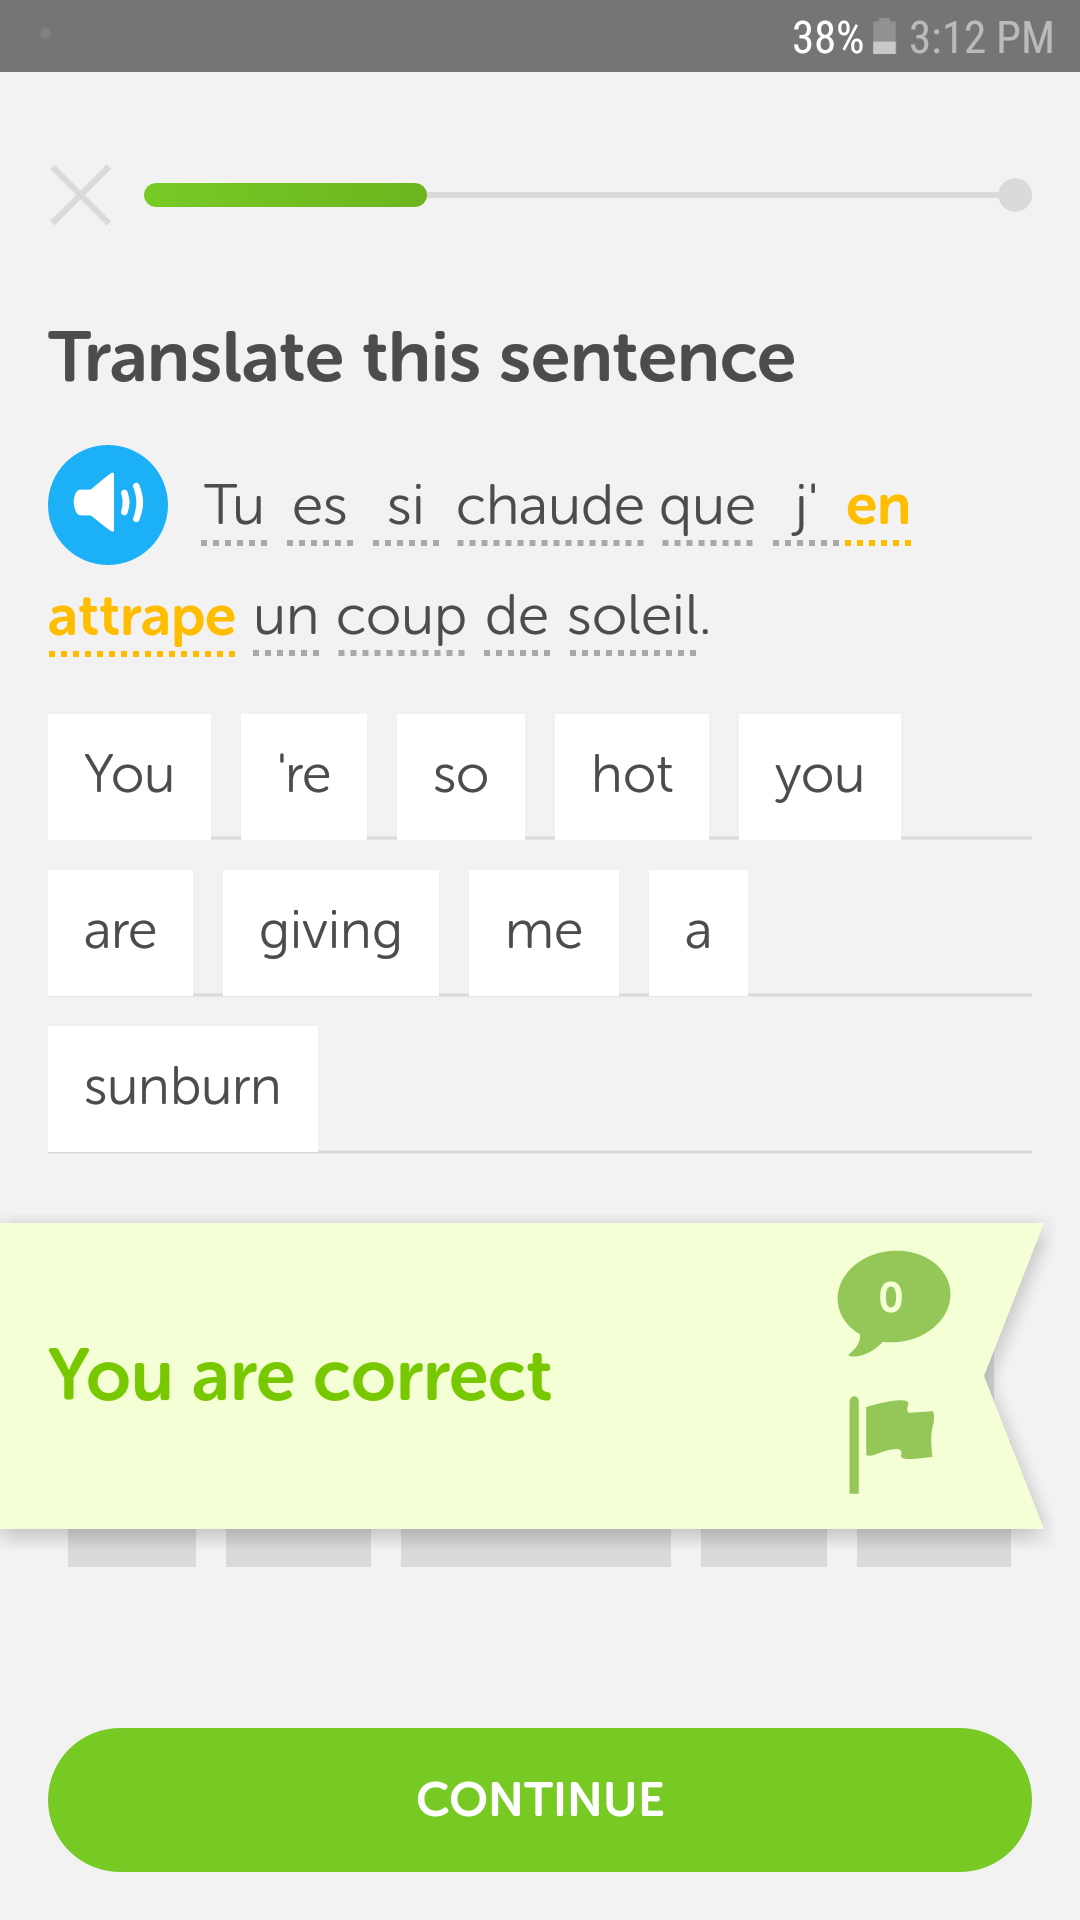 38% 3:12 PM
Translate this sentence
Tu es si chaude que j' en
attrape un coup de soleil.
You 're so hot you
are giving me a
sunburn
0
You are correct
CONTINUE